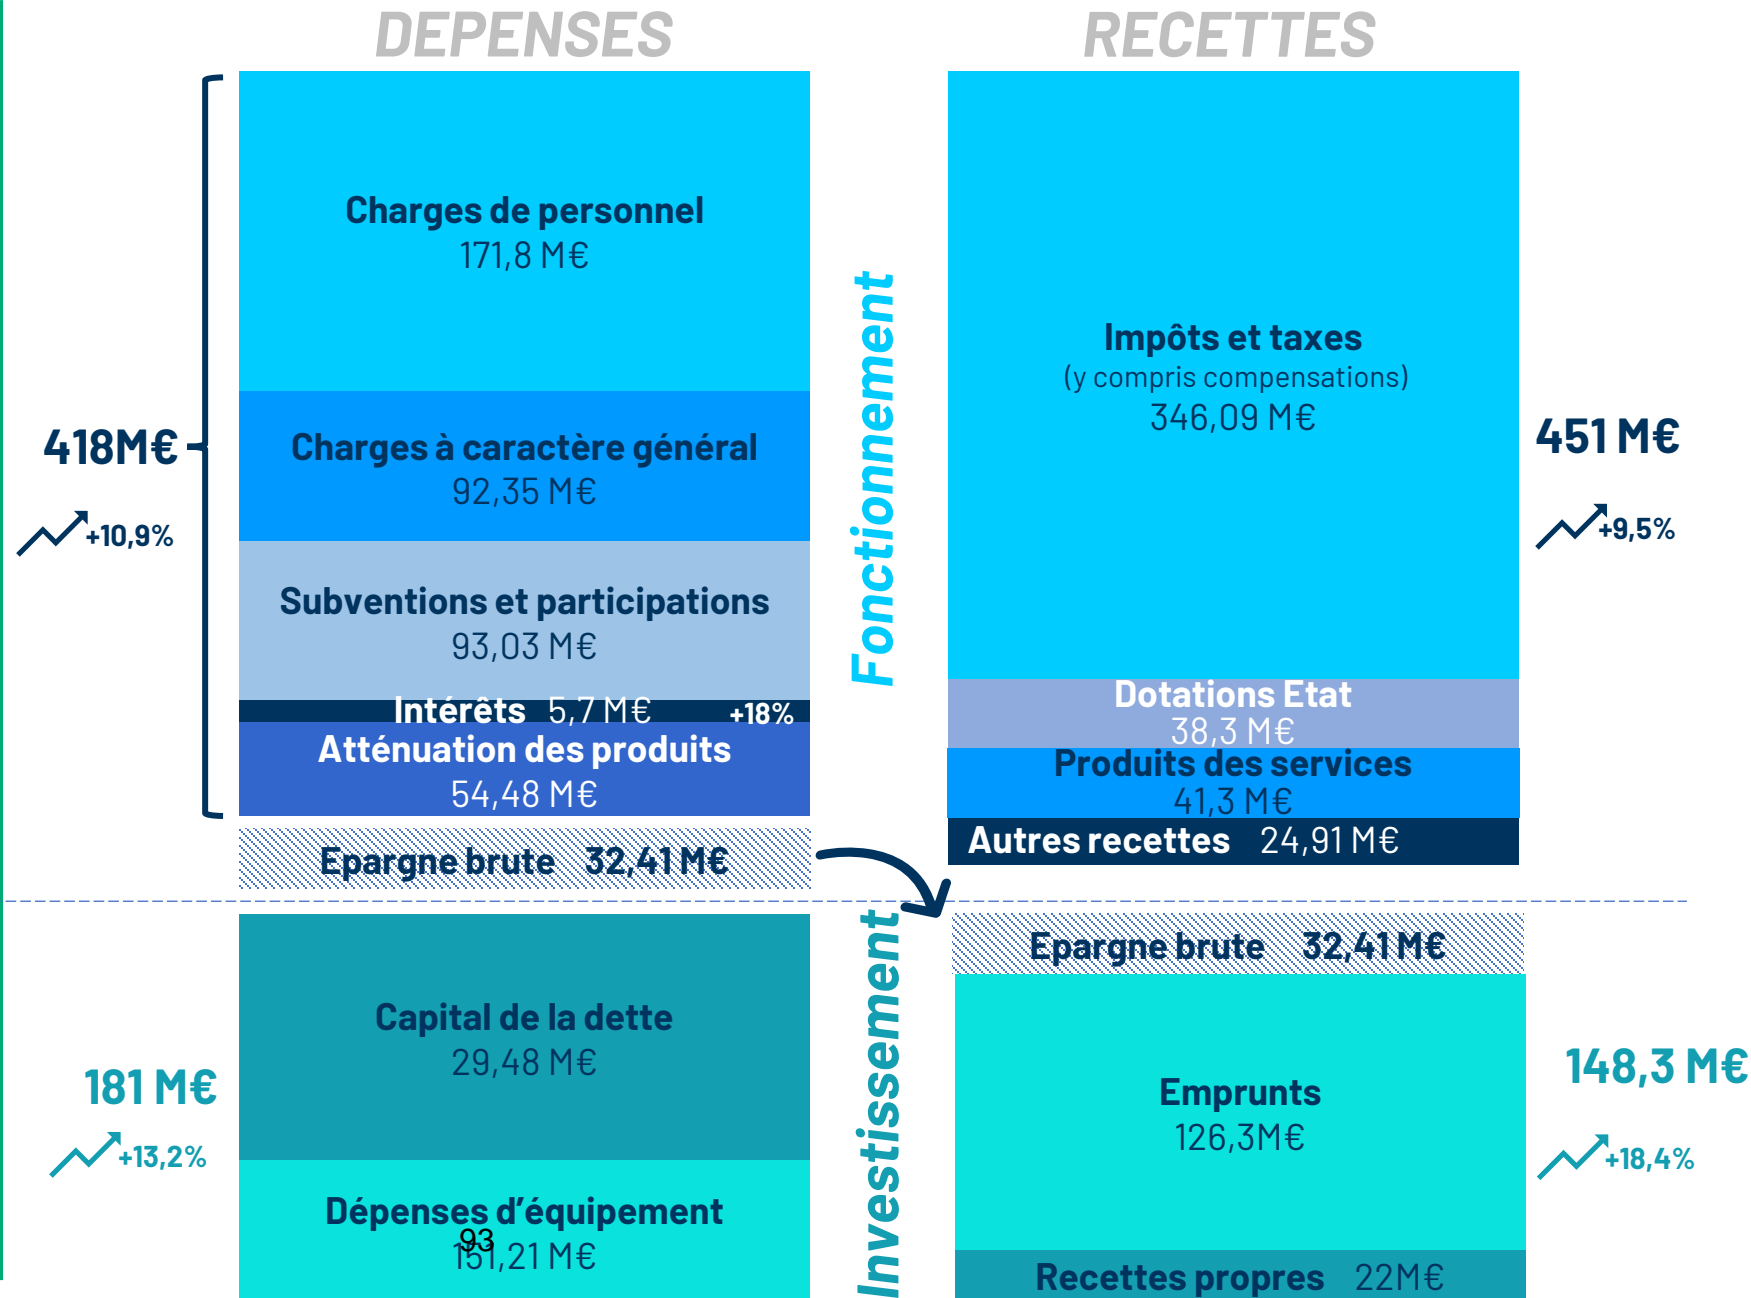 DEPENSES
RECETTES
Charges de personnel
171,8 M€
Charges à caractère général
92,35 M€
Subventions et participations
93,03 M€
Intérêts 5,7 M€ +18%
Atténuation des produits
54,48 M€
Epargne brute 32,41 M€
418M€
+10,9%
Fonctionnement
Impôts et taxes
(y compris compensations)
346,09 M€
Dotations Etat
38,3 M€
Produits des services
41,3 M€
Autres recettes 24,91 M€
451 M€
+9,5%
Capital de la dette
29,48 M€
Dépenses d’équipement
151,21 M€
93
181 M€
+13,2%
Investissement
Epargne brute 32,41 M€
Emprunts
126,3M€
Recettes propres 22M€
148,3 M€
+18,4%